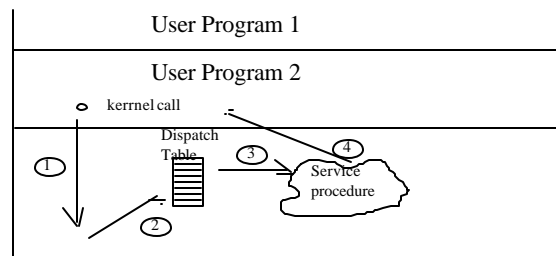 User Program 1
User Program 2
kerrnel call
Dispatch
Table
1
2
3
4
Service
procedure